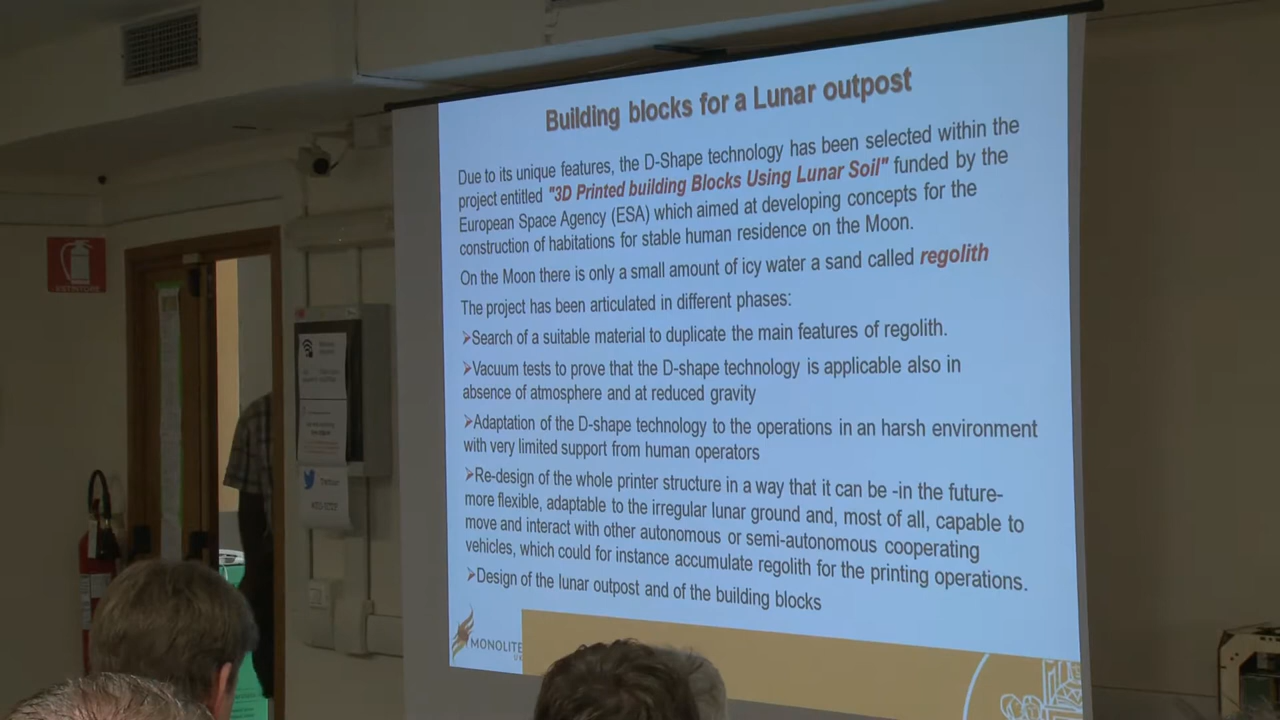 Building blocks for a Lunar outpost
Due to its unique features, the D-Shape technology has been selected within the
project entitled "3D Printed building Blocks Using Lunar Soil" funded by the
European Space Agency (ESA) which aimed at developing concepts for the
construction of habitations for stable human residence on the Moon.
On the Moon there is only a small amount of icy water a sand called regolith
The project has been articulated in different phases:
➢Search of a suitable material to duplicate the main features of regolith.
➢Vacuum tests to prove that the D-shape technology is applicable also in
absence of atmosphere and at reduced gravity
➢Adaptation of the D-shape technology to the operations in an harsh environment
with very limited support from human operators
➢Re-design of the whole printer structure in a way that it can be -in the future-
more flexible, adaptable to the irregular lunar ground and, most of all, capable to
move and interact with other autonomous or semi-autonomous cooperating
vehicles, which could for instance accumulate regolith for the printing operations.
➢Design of the lunar outpost and of the building blocks
MONOLITE
UK
ESTINTORE